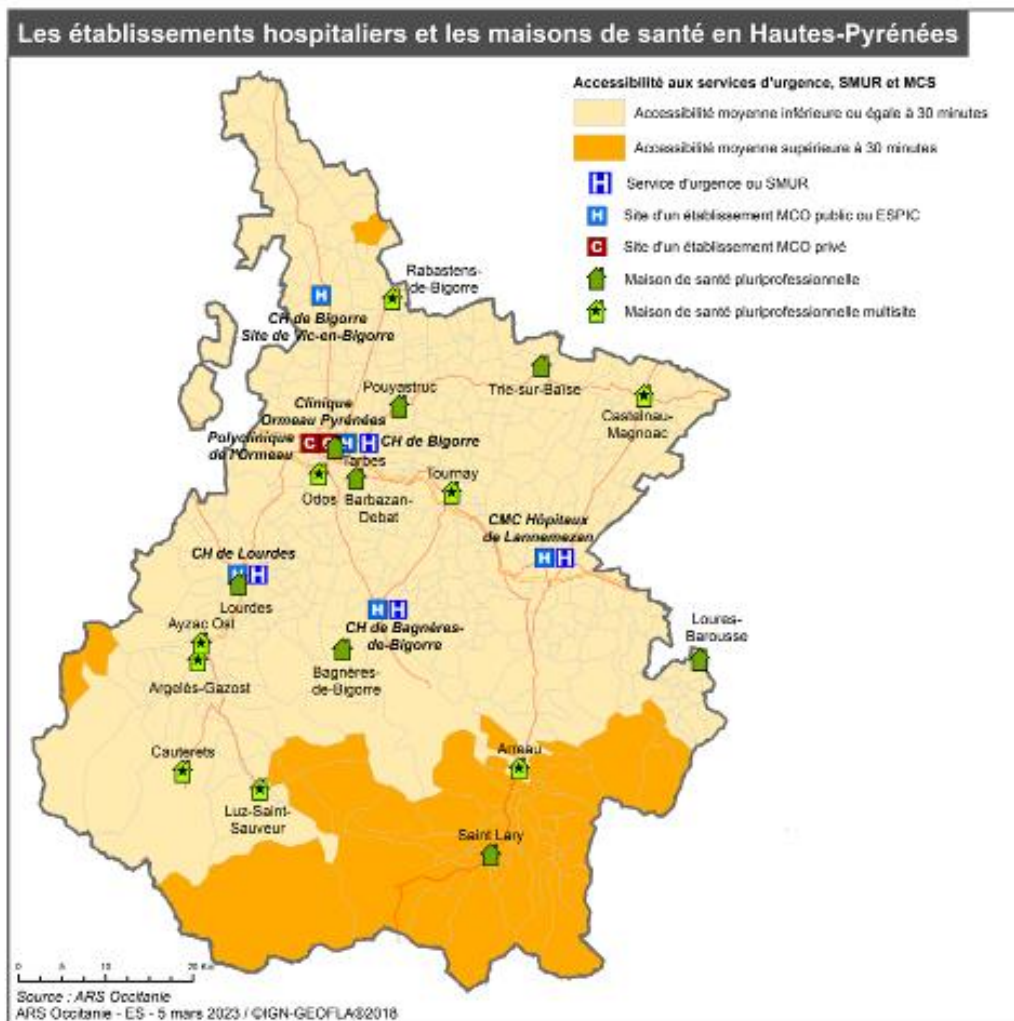 Les établissements hospitaliers et les maisons de santé en Hautes-Pyrénées
Accessibilité aux services d'urgence, SMUR et MCS
Accessibilité moyenne inférieure ou égale à 30 minutes
Accessibilité moyenne supérieure à 30 minutes
H Service d'urgence ou SMUR
H Site d'un établissement MCO public ou ESPIC
C Site d'un établissement MCO privé
Maison de santé pluriprofessionnelle
Maison de santé pluriprofessionnelle multisite
Rabastens-
de-Bigorre
H
CH de Bigorre
Site de Vic-en-Bigorre
Pouyastruc
Trie-sur-Baïse
Castelnau-
Magnoac
Clinique
Ormeau Pyrénées
Polyclinique
de l'Ormeau
C C H H
CH de Bigorre
Tarbes
Odos
Barbazan-
Debat
Tournay
CMC Hôpitaux
de Lannemezan
H H
CH de Lourdes
H H
Lourdes
H H
CH de Bagnères-
de-Bigorre
Loures-
Barousse
Ayzac Ost
Argelès-Gazost
Bagnères-
de-Bigorre
Cauterets
Luz-Saint-
Sauveur
Arreau
Saint Lary
0 5 10 20 Km
Source : ARS Occitanie
ARS Occitanie - ES - 5 mars 2023 / ©IGN-GEOFLA®2018